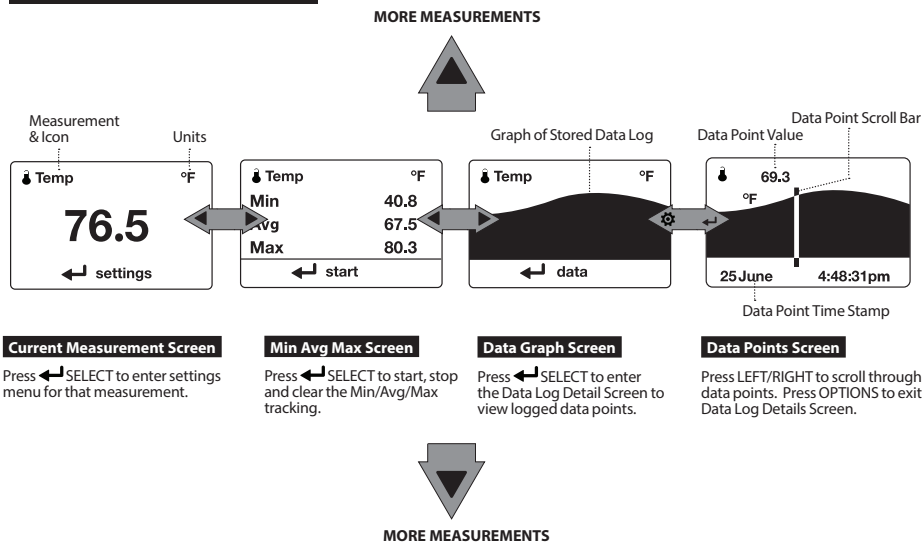 MORE MEASUREMENTS
Measurement
& Icon
Units
Graph of Stored Data Log
Data Point Value
Data Point Scroll Bar
Temp °F
76.5
settings
Temp °F
Min 40.8
Avg 67.5
Max 80.3
start
Temp °F
data
69.3
°F
25 June 4:48:31pm
Data Point Time Stamp
Current Measurement Screen
Press SELECT to enter settings
menu for that measurement.
Min Avg Max Screen
Press SELECT to start, stop
and clear the Min/Avg/Max
tracking.
Data Graph Screen
Press SELECT to enter
the Data Log Detail Screen to
view logged data points.
Data Points Screen
Press LEFT/RIGHT to scroll through
data points. Press OPTIONS to exit
Data Log Details Screen.
MORE MEASUREMENTS